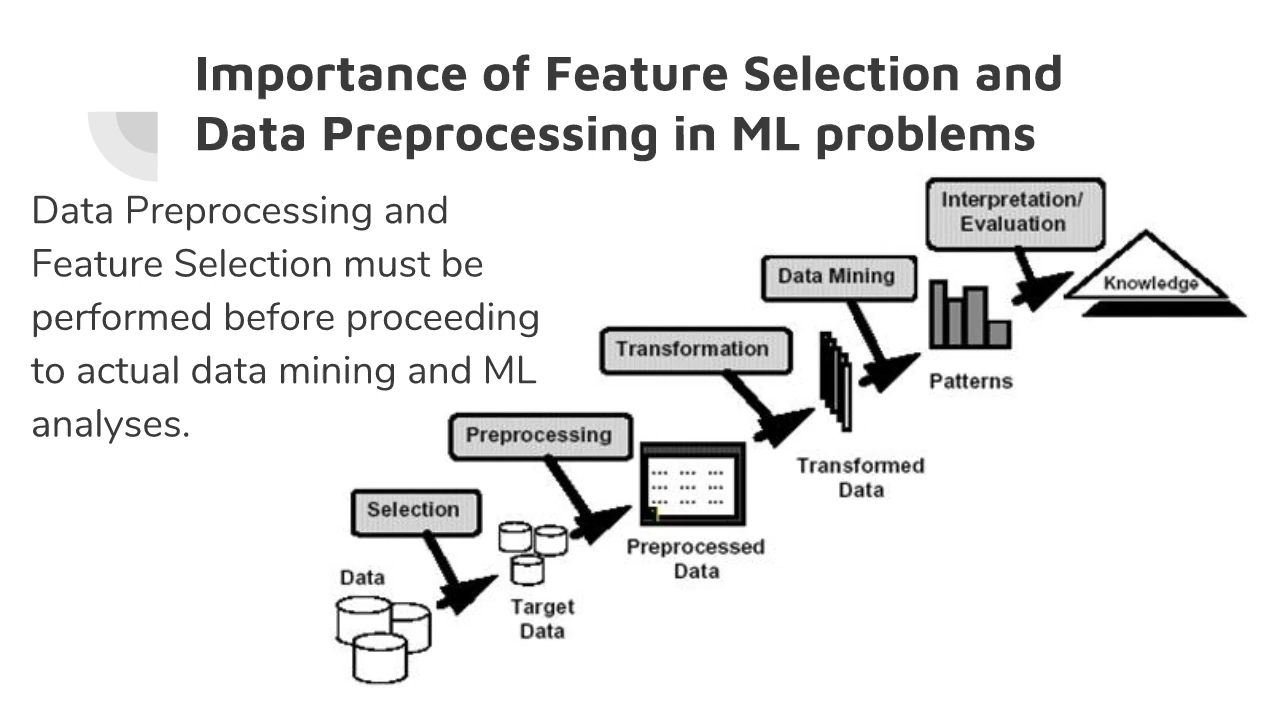 Importance of Feature Selection and
Data Preprocessing in ML problems
Data Preprocessing and
Feature Selection must be
performed before proceeding
to actual data mining and ML
analyses.
Interpretation/
Evaluation
Knowledge
Data Mining
Patterns
Transformation
Transformed
Data
Preprocessing
Preprocessed
Data
Selection
Target
Data
Data